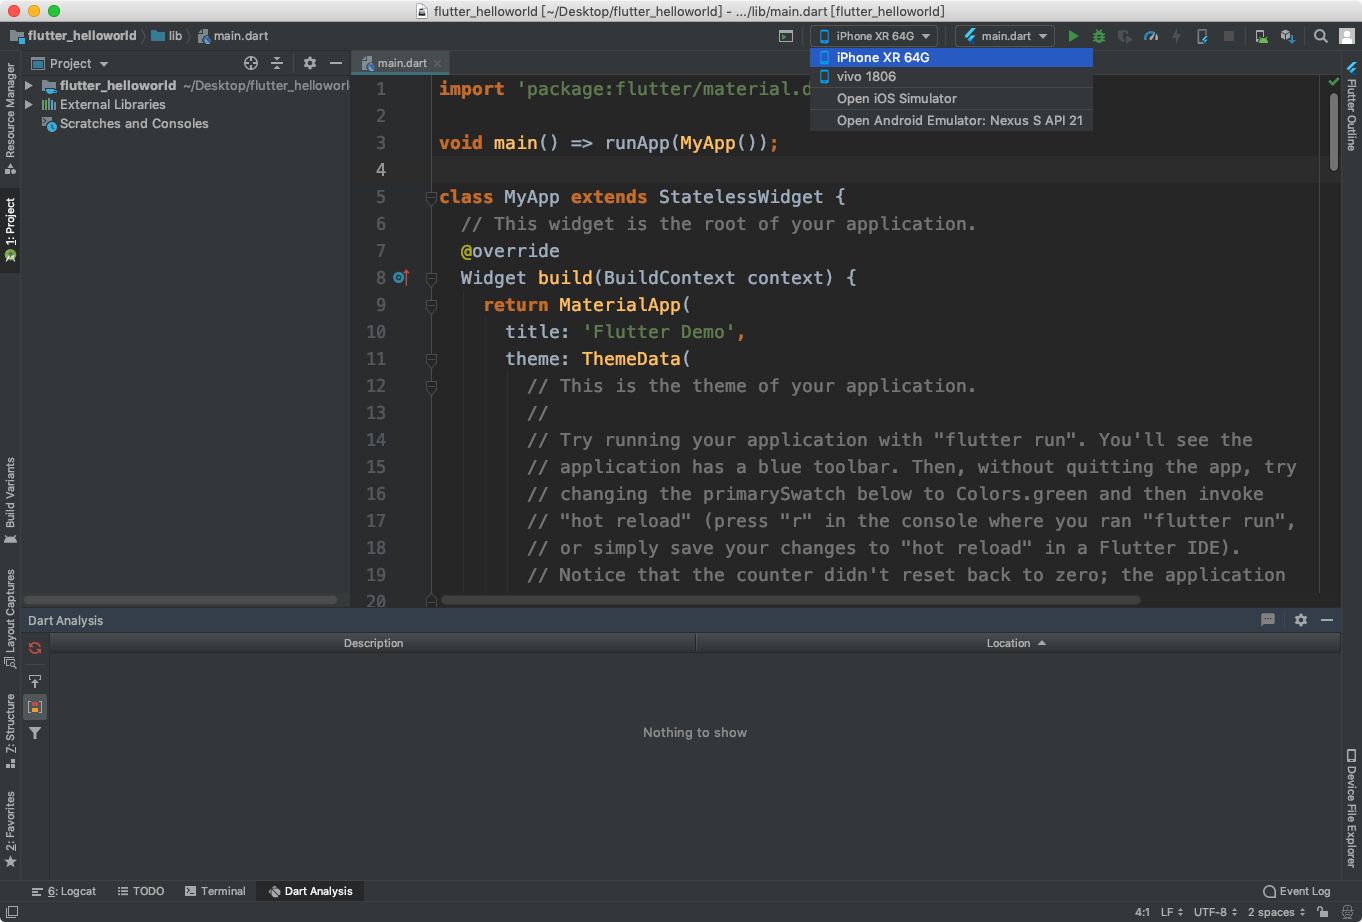 flutter_helloworld [~/Desktop/flutter_helloworld] - .../lib/main.dart [flutter_helloworld]
flutter_helloworld lib main.dart
iPhone XR 64G
main.dart
iPhone XR 64G
vivo 1806
Open iOS Simulator
Open Android Emulator: Nexus S API 21
Resource Manager
1: Project
Build Variants
Layout Captures
Z: Structure
2: Favorites
Project
flutter_helloworld ~/Desktop/flutter_helloworl
External Libraries
Scratches and Consoles
main.dart
1 import 'package:flutter/material.d
2
3 void main() => runApp(MyApp());
4
5 class MyApp extends StatelessWidget {
6 // This widget is the root of your application.
7 @override
8 Widget build(BuildContext context) {
9 return MaterialApp(
10 title: 'Flutter Demo',
11 theme: ThemeData(
12 // This is the theme of your application.
13 //
14 // Try running your application with "flutter run". You'll see the
15 // application has a blue toolbar. Then, without quitting the app, try
16 // changing the primarySwatch below to Colors.green and then invoke
17 // "hot reload" (press "r" in the console where you ran "flutter run",
18 // or simply save your changes to "hot reload" in a Flutter IDE).
19 // Notice that the counter didn't reset back to zero; the application
20
Flutter Outline
Device File Explorer
Dart Analysis
Description Location
Nothing to show
6: Logcat TODO Terminal Dart Analysis Event Log
4:1 LF UTF-8 2 spaces